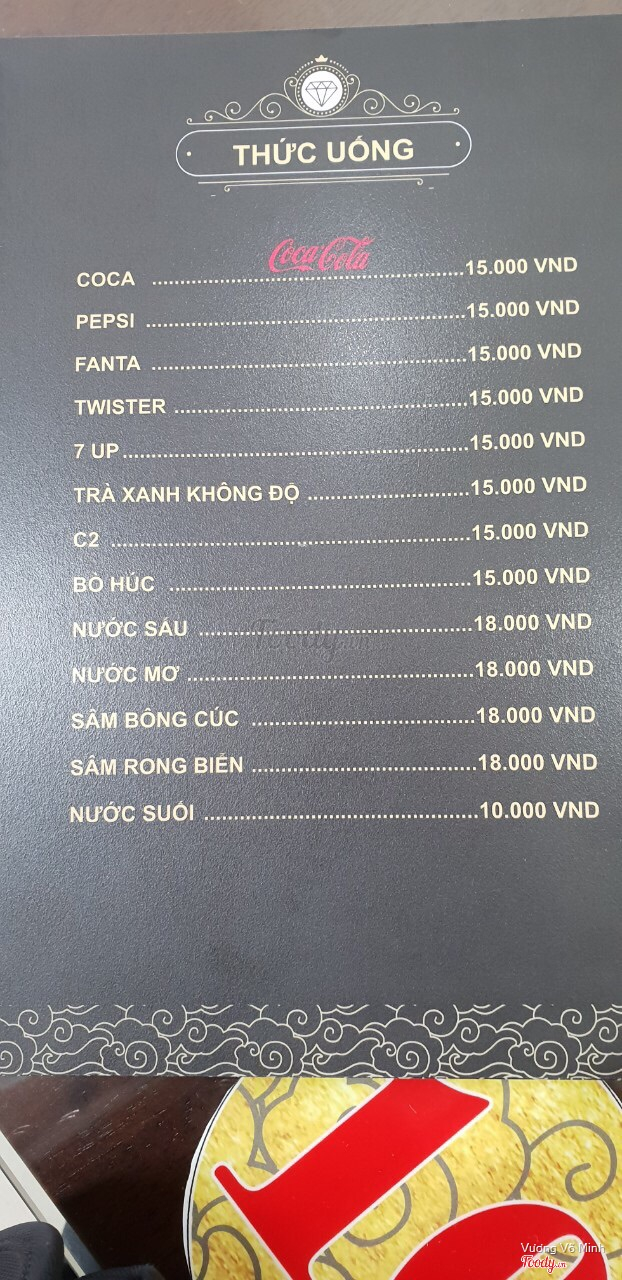 THỨC UỐNG
Coca-Cola
COCA ........................................15.000 VND
PEPSI ........................................15.000 VND
FANTA ........................................15.000 VND
TWISTER ........................................15.000 VND
7 UP ........................................15.000 VND
TRÀ XANH KHÔNG ĐỘ ........................................15.000 VND
C2 ........................................15.000 VND
BÒ HÚC ........................................15.000 VND
NƯỚC SẤU ........................................18.000 VND
NƯỚC MƠ ........................................18.000 VND
SÂM BÔNG CÚC ........................................18.000 VND
SÂM RONG BIỂN ........................................18.000 VND
NƯỚC SUỐI ........................................10.000 VND
Foody.vn
Vương Võ Minh
Foody.vn